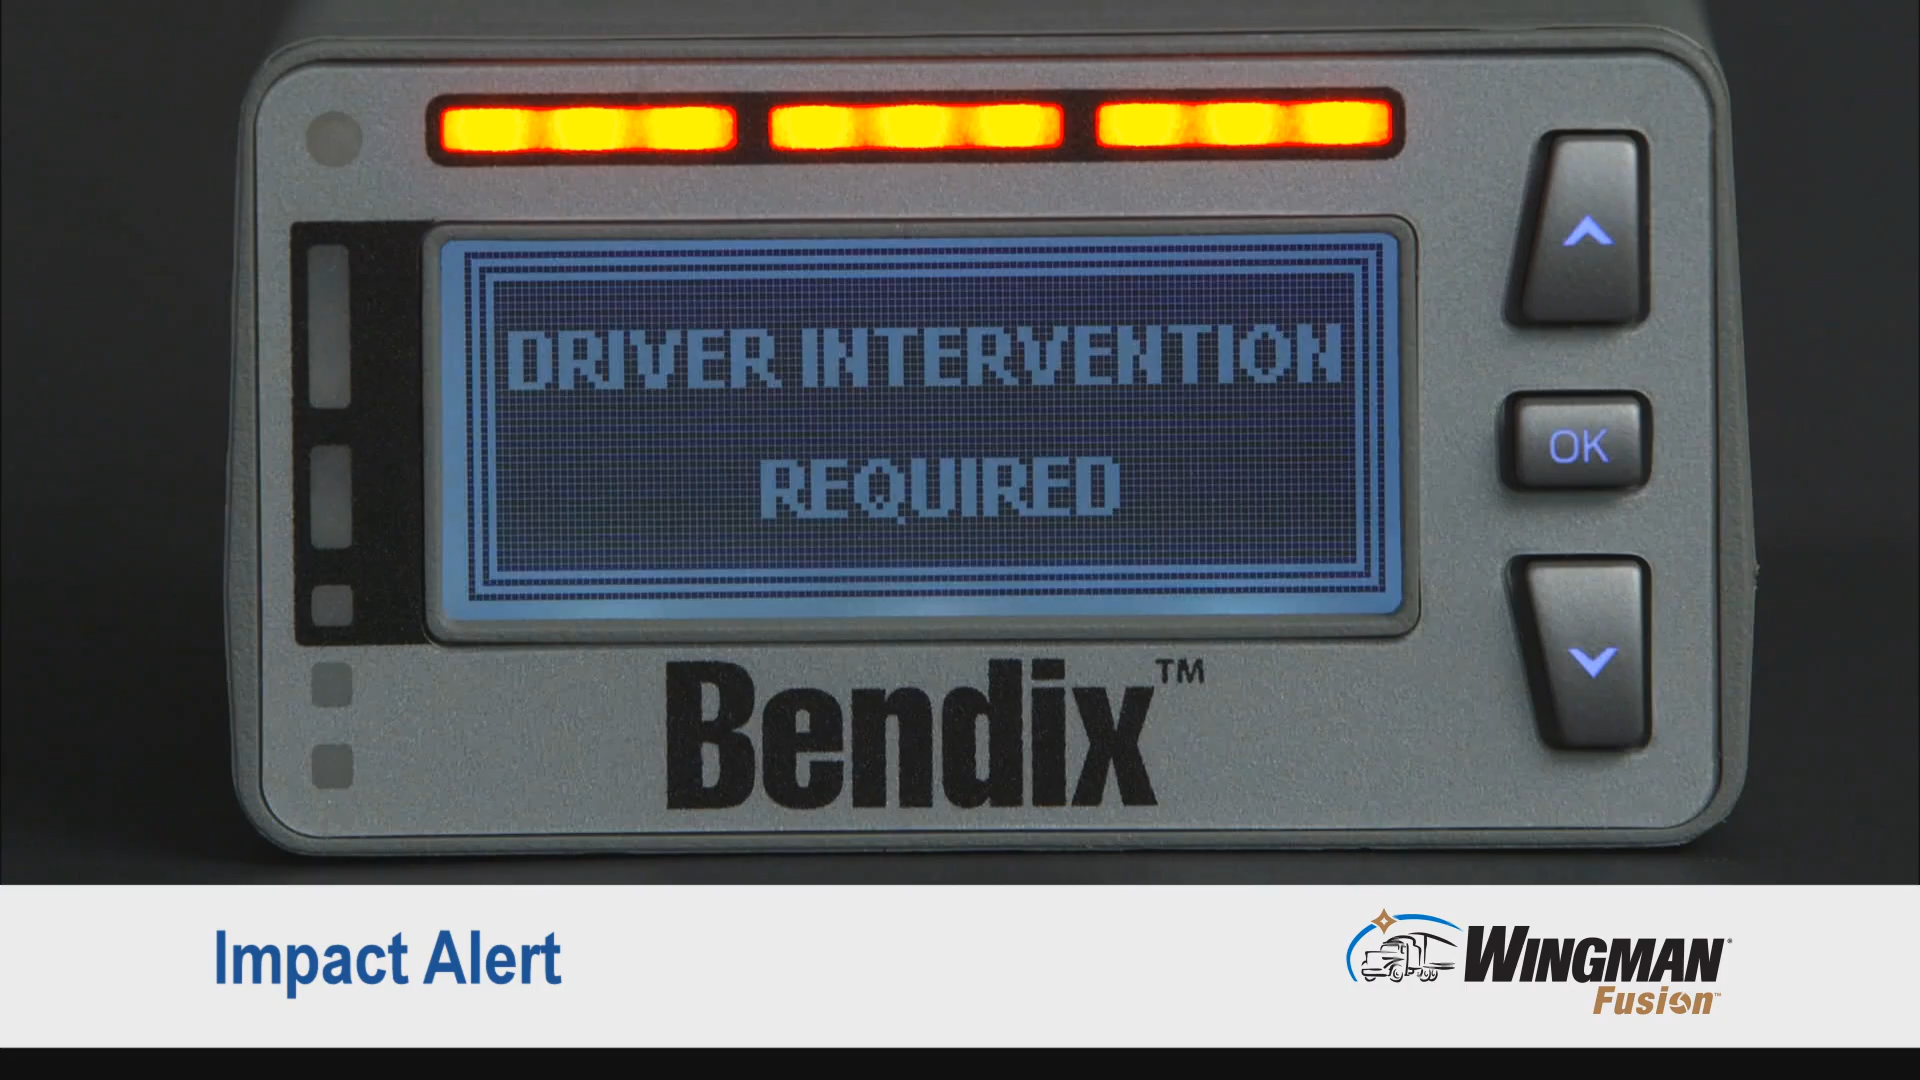 DRIVER INTERVENTION
REQUIRED
OK
Bendix™
Impact Alert
WINGMAN®
Fusion™